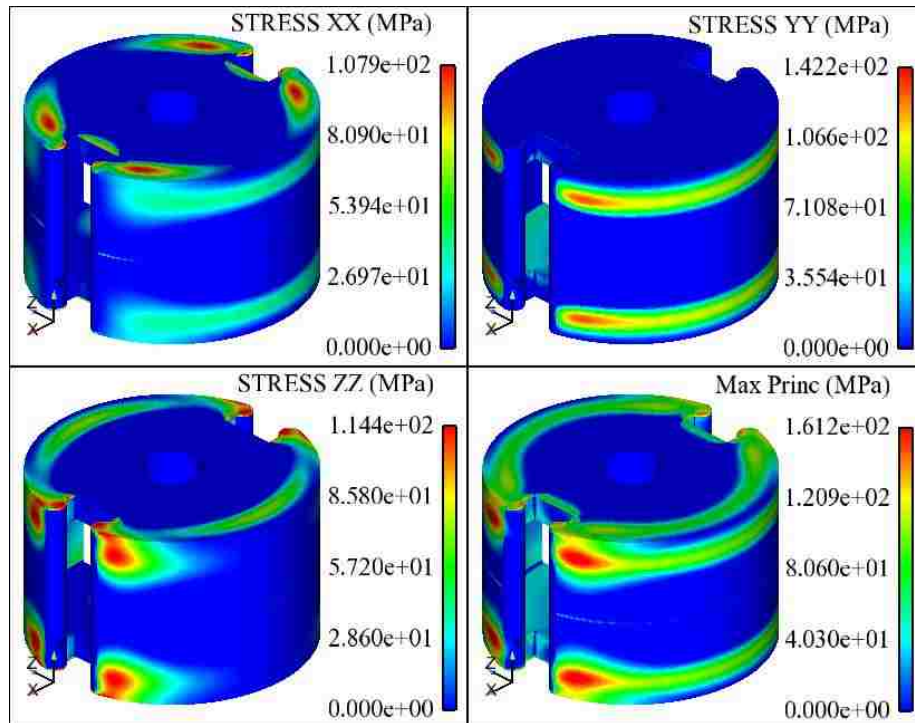 STRESS XX (MPa)
1.079e+02
8.090e+01
5.394e+01
2.697e+01
0.000e+00
Z
X
STRESS YY (MPa)
1.422e+02
1.066e+02
7.108e+01
3.554e+01
0.000e+00
Z
X
STRESS ZZ (MPa)
1.144e+02
8.580e+01
5.720e+01
2.860e+01
0.000e+00
Z
X
Max Princ (MPa)
1.612e+02
1.209e+02
8.060e+01
4.030e+01
0.000e+00
Z
X